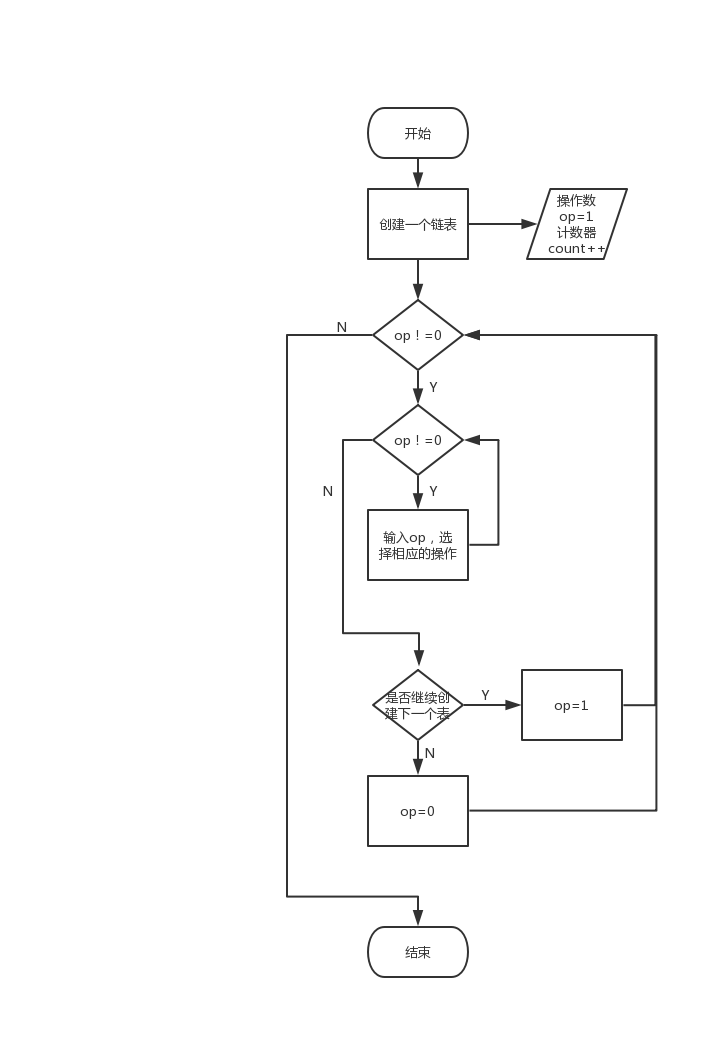 开始
创建一个链表
操作数
op=1
计数器
count++
N
op！=0
Y
op！=0
N
Y
输入op，选
择相应的操作
是否继续创
建下一个表
Y
op=1
N
op=0
结束